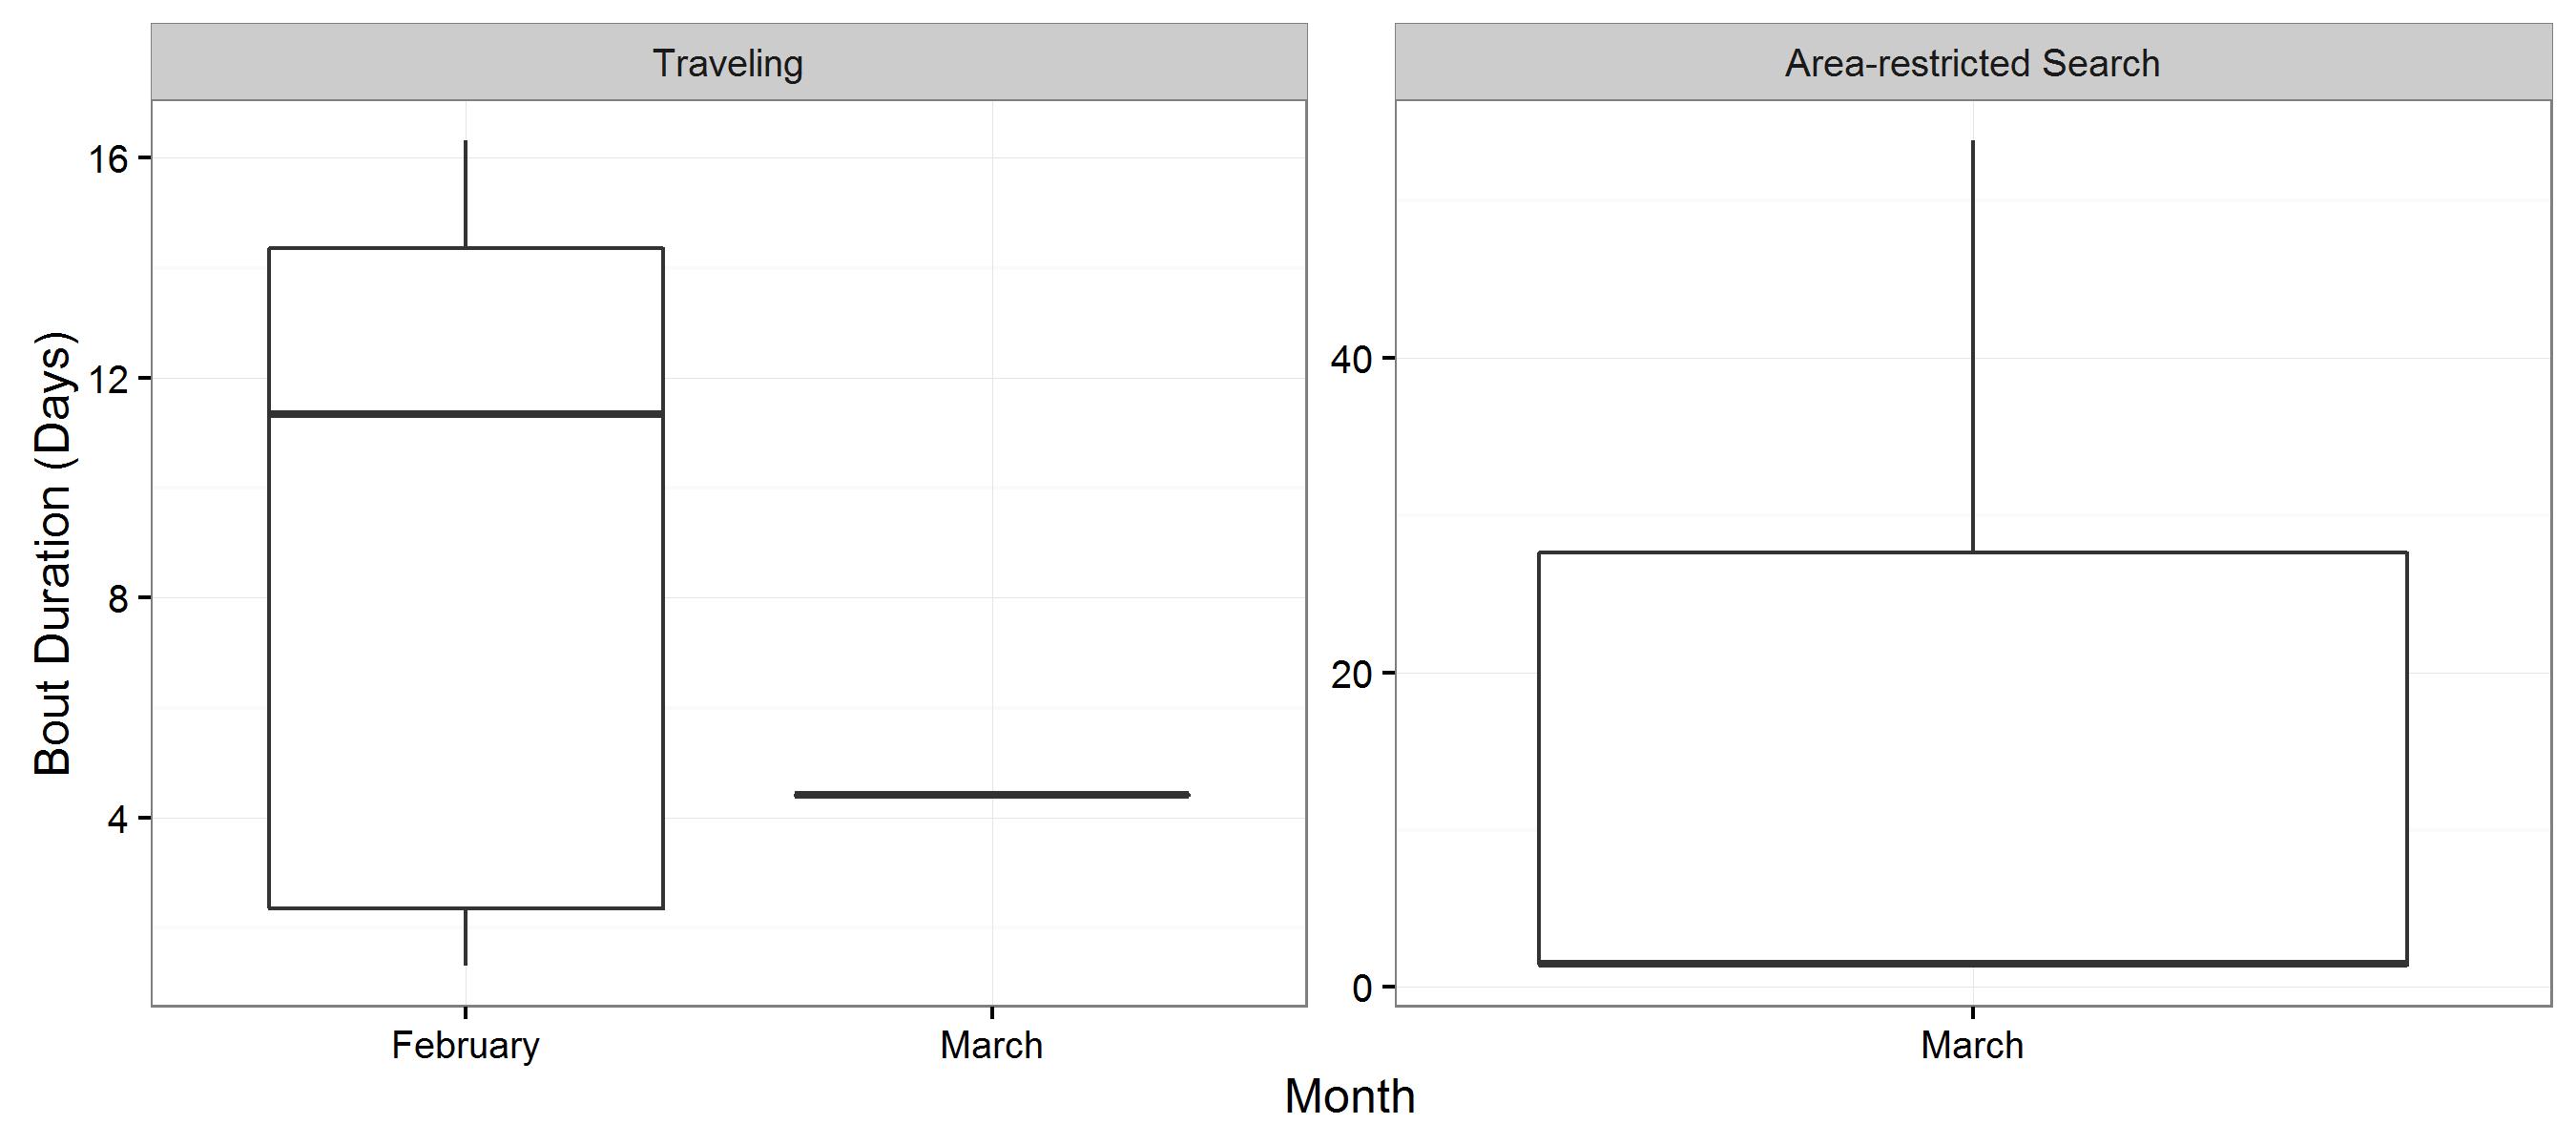 Traveling
Area-restricted Search
Bout Duration (Days)
16
12
8
4
40
20
0
February
March
March
Month